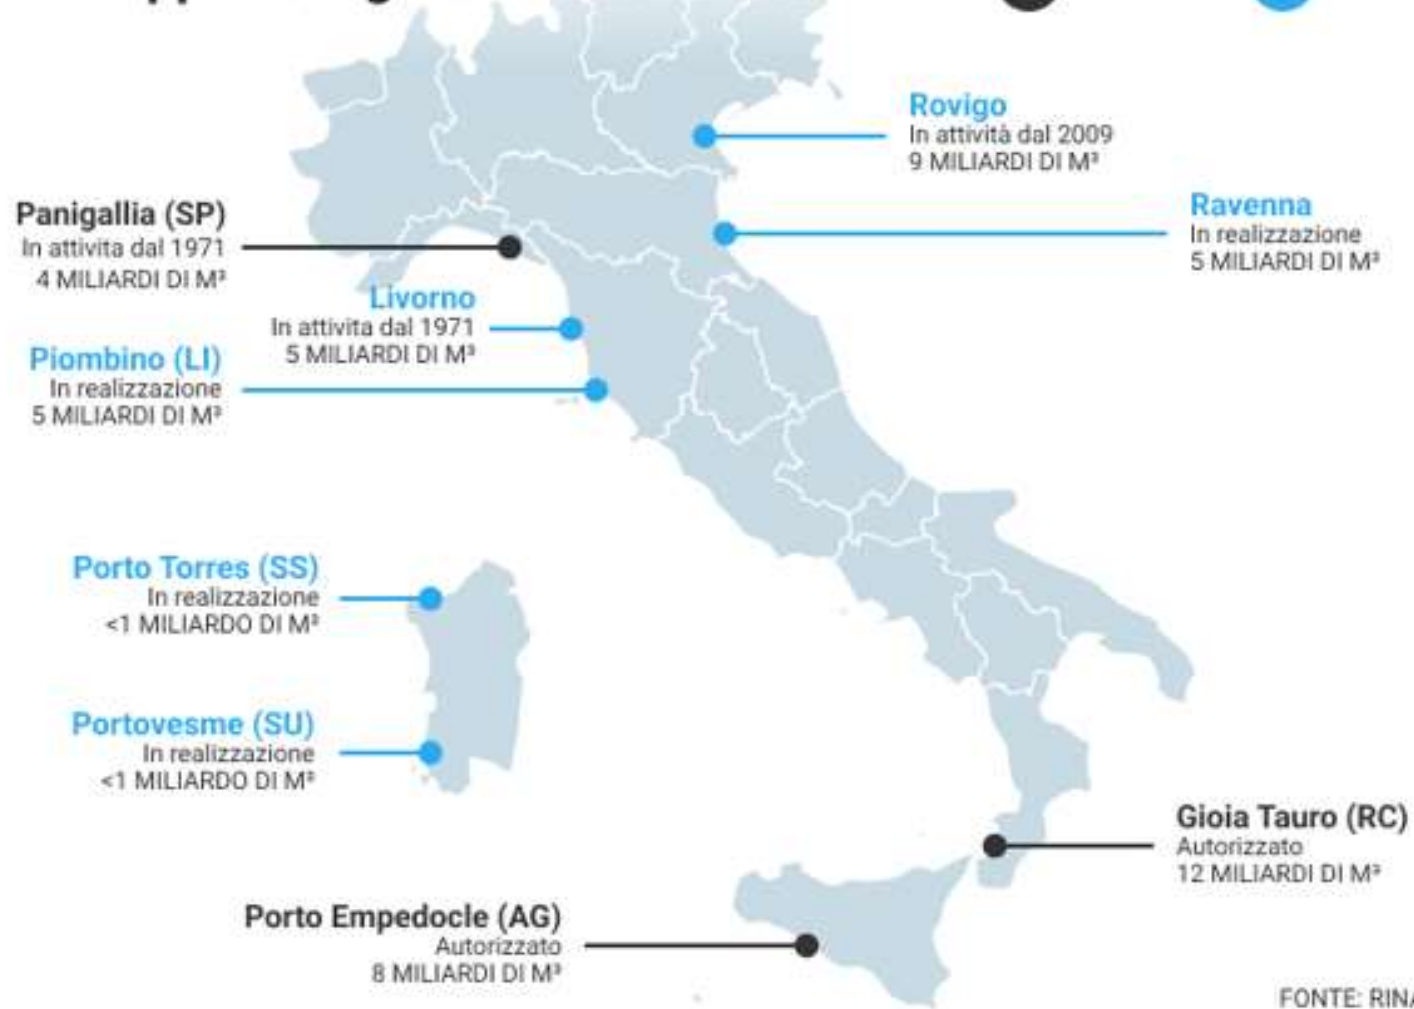 Rovigo
In attività dal 2009
9 MILIARDI DI M³
Panigallia (SP)
In attivita dal 1971
4 MILIARDI DI M³
Ravenna
In realizzazione
5 MILIARDI DI M³
Livorno
In attivita dal 1971
5 MILIARDI DI M³
Piombino (LI)
In realizzazione
5 MILIARDI DI M³
Porto Torres (SS)
In realizzazione
<1 MILIARDO DI M³
Portovesme (SU)
In realizzazione
<1 MILIARDO DI M³
Gioia Tauro (RC)
Autorizzato
12 MILIARDI DI M³
Porto Empedocle (AG)
Autorizzato
8 MILIARDI DI M³
FONTE: RINA